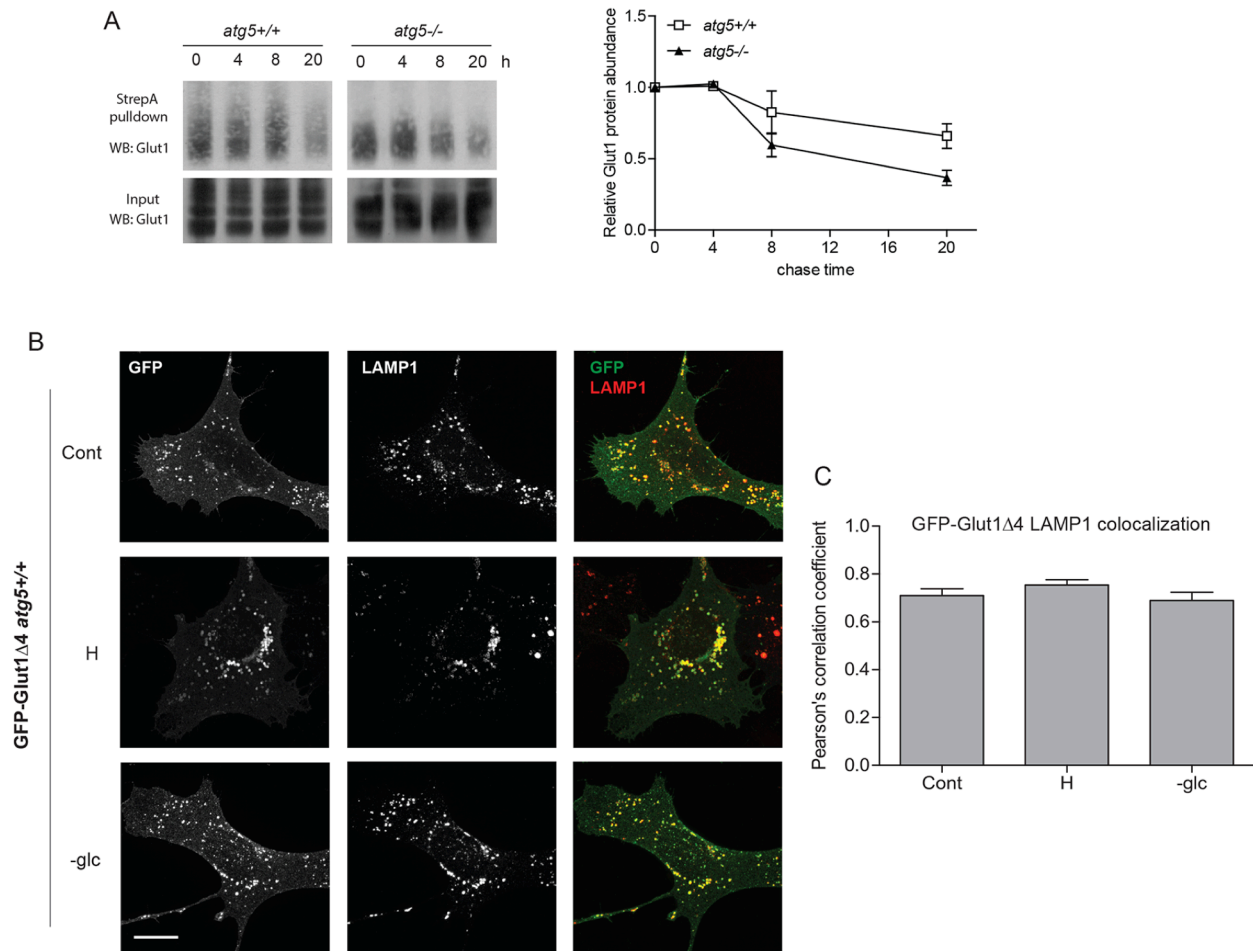 A
atg5+/+
atg5-/-
0 4 8 20
0 4 8 20 h
StrepA
pulldown
WB: Glut1
Input
WB: Glut1
Relative Glut1 protein abundance
1.5
1.0
0.5
0.0
0 4 8 12 16 20
chase time
atg5+/+
atg5-/-
B
GFP-Glut1Δ4 atg5+/+
GFP
LAMP1
GFP
LAMP1
Cont
H
-glc
C
GFP-Glut1Δ4 LAMP1 colocalization
Pearson's correlation coefficient
1.0
0.8
0.6
0.4
0.2
0.0
Cont H -glc